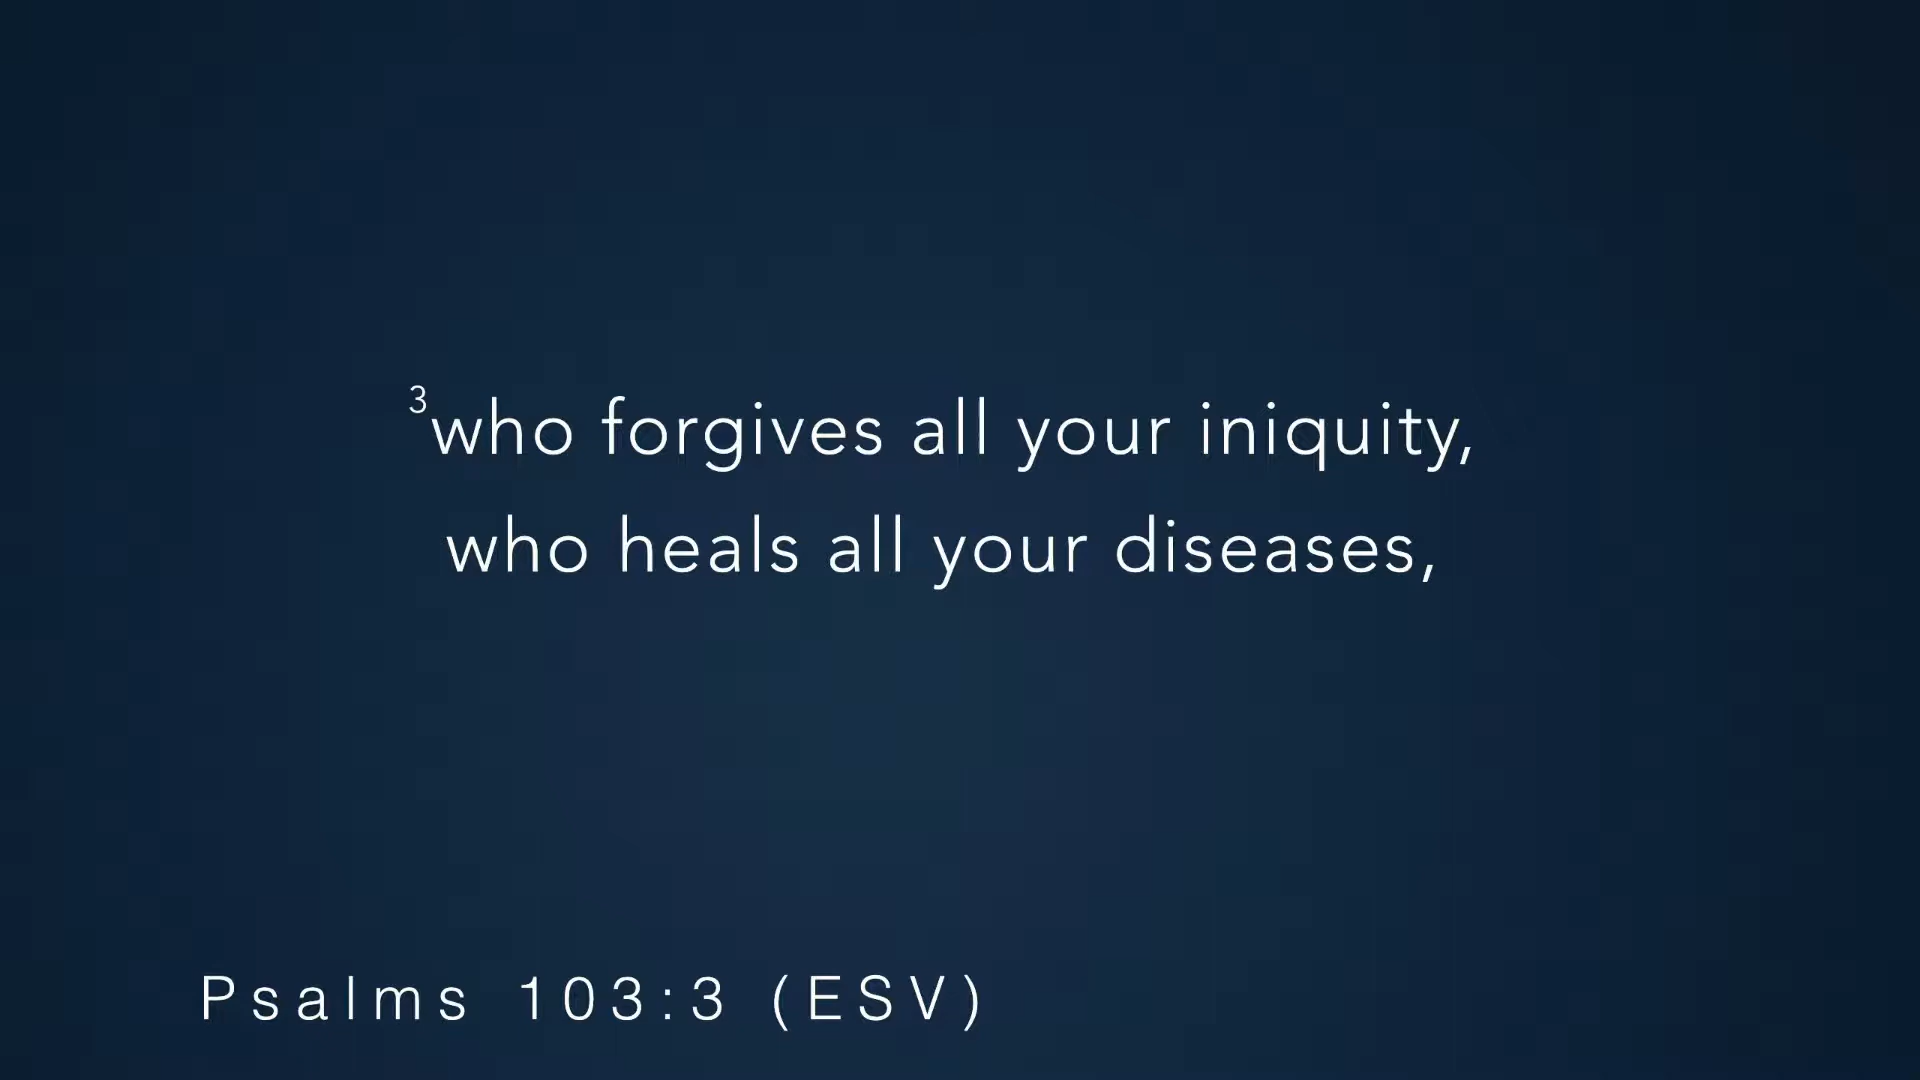 ³who forgives all your iniquity,
who heals all your diseases,
Psalms 103:3 (ESV)